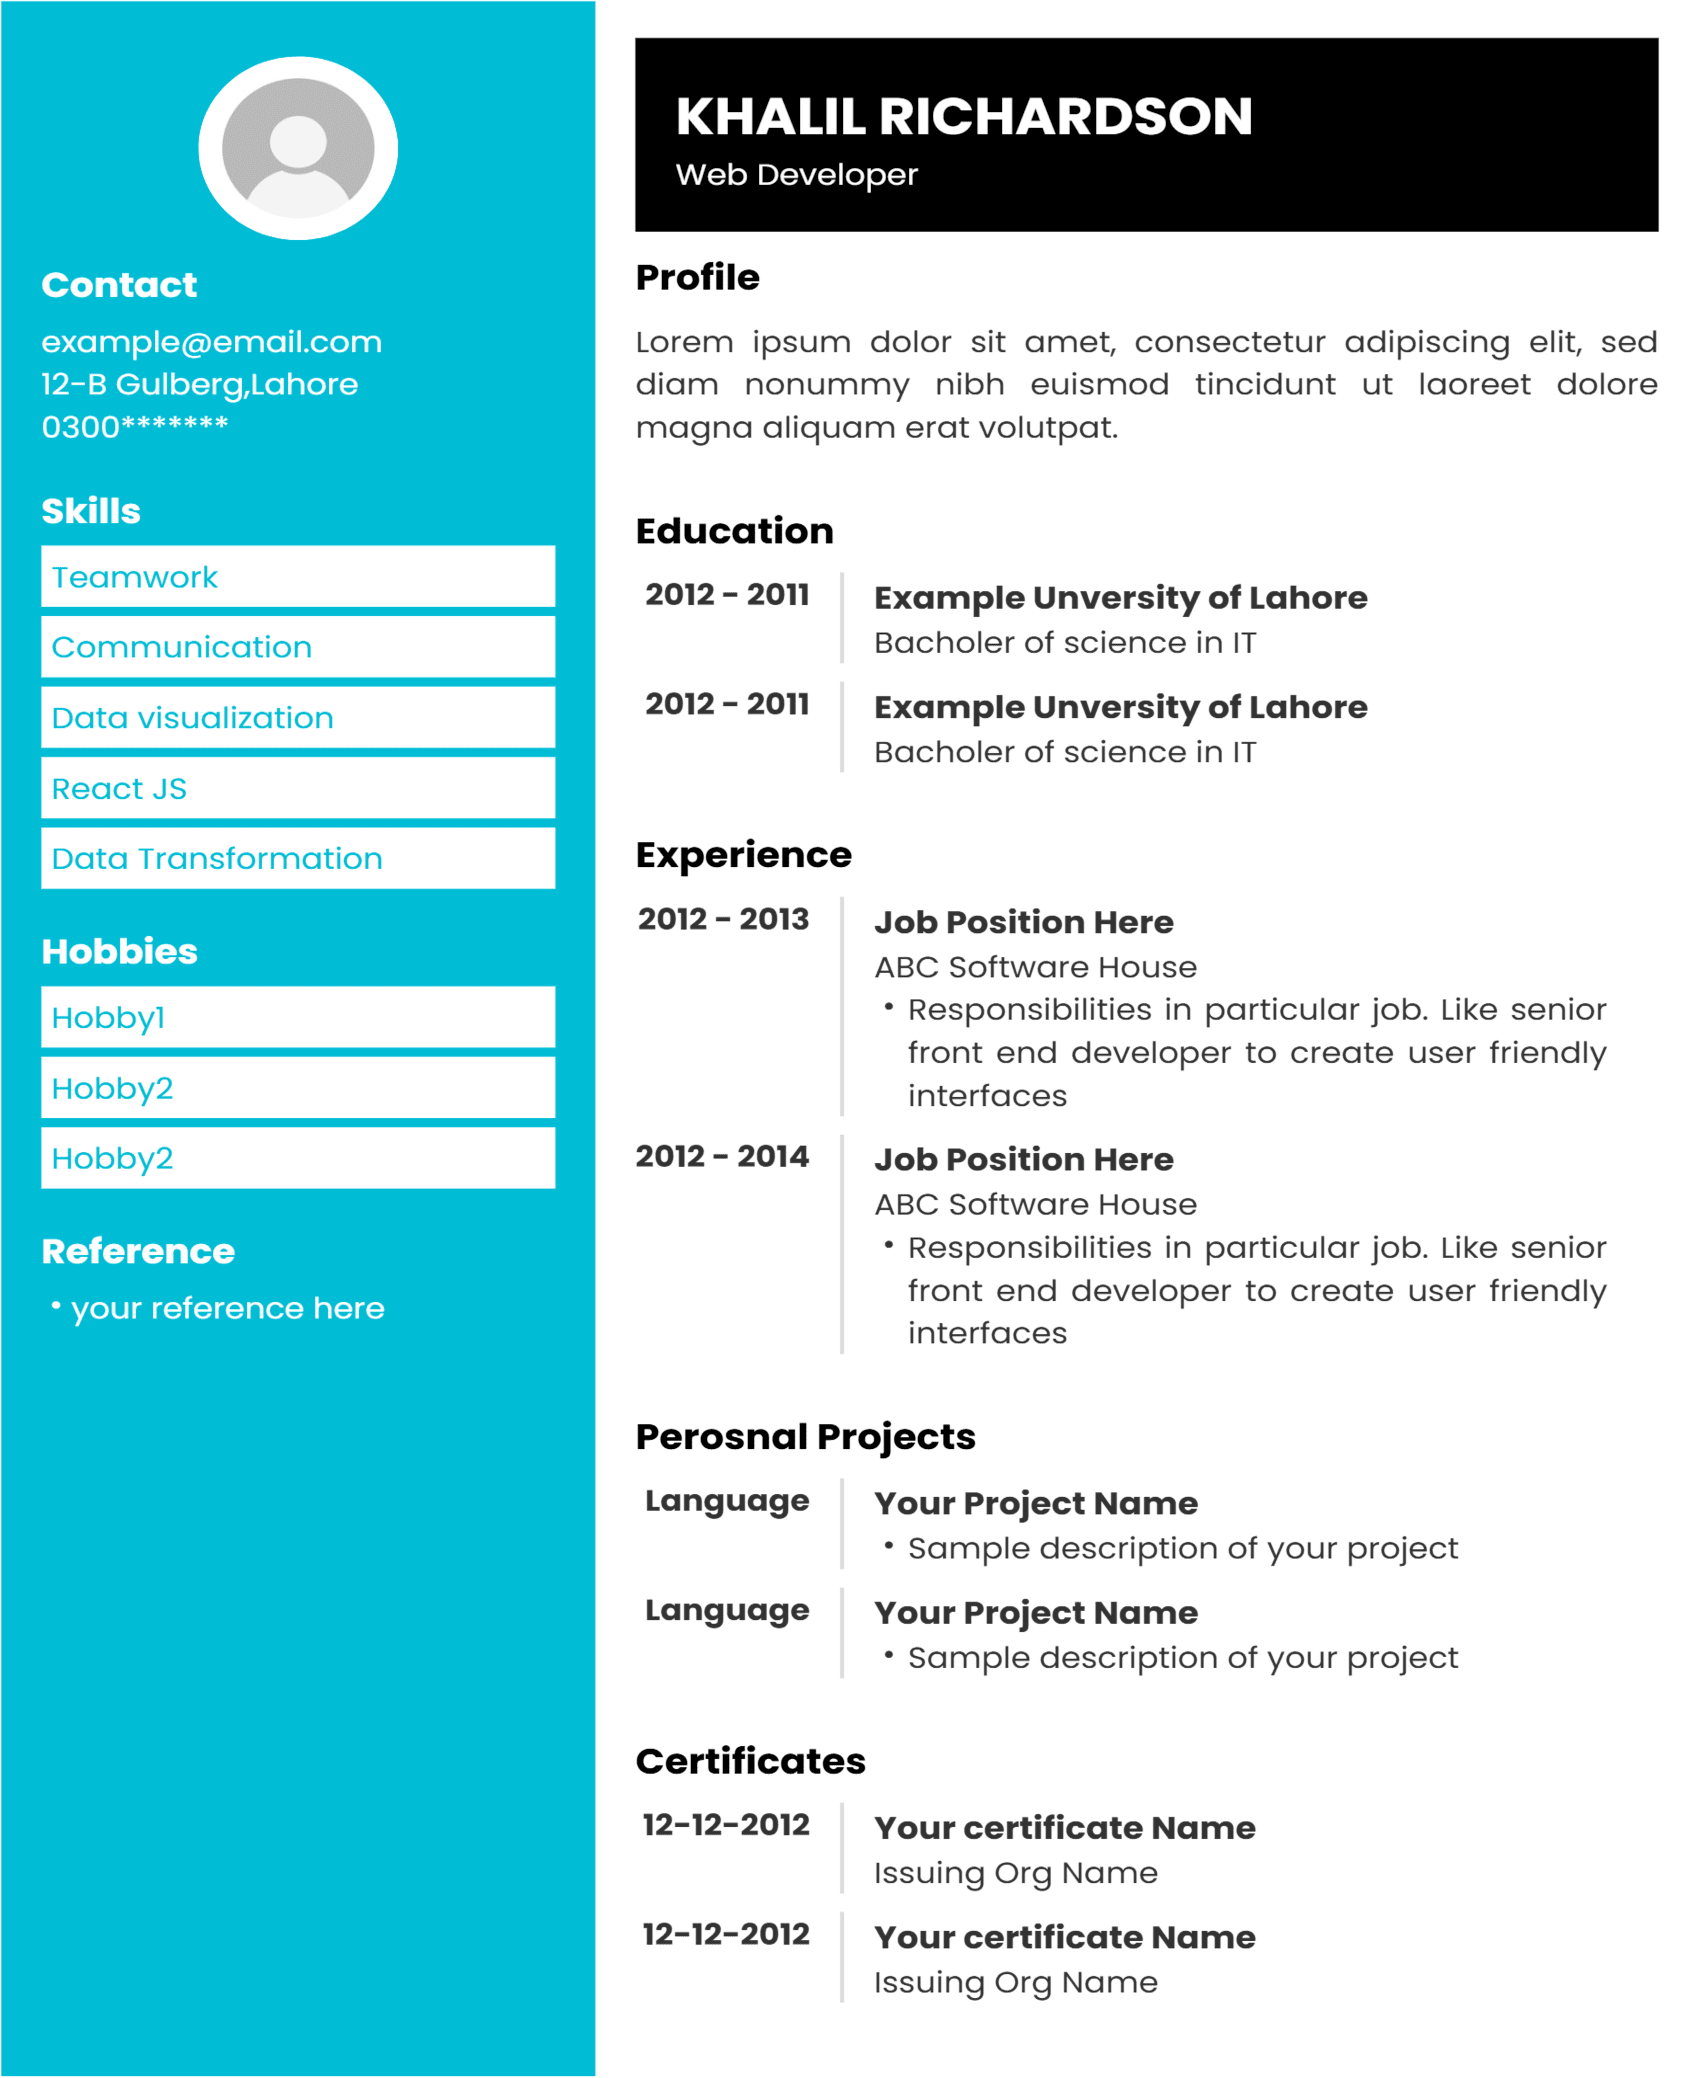 Contact
example@email.com
12-B Gulberg,Lahore
0300*******
Skills
Teamwork
Communication
Data visualization
React JS
Data Transformation
Hobbies
Hobby1
Hobby2
Hobby2
Reference
• your reference here
KHALIL RICHARDSON
Web Developer
Profile
Lorem ipsum dolor sit amet, consectetur adipiscing elit, sed
diam nonummy nibh euismod tincidunt ut laoreet dolore
magna aliquam erat volutpat.
Education
2012 - 2011 Example Unversity of Lahore
Bacholer of science in IT
2012 - 2011 Example Unversity of Lahore
Bacholer of science in IT
Experience
2012 - 2013 Job Position Here
ABC Software House
• Responsibilities in particular job. Like senior
front end developer to create user friendly
interfaces
2012 - 2014 Job Position Here
ABC Software House
• Responsibilities in particular job. Like senior
front end developer to create user friendly
interfaces
Perosnal Projects
Language Your Project Name
• Sample description of your project
Language Your Project Name
• Sample description of your project
Certificates
12-12-2012 Your certificate Name
Issuing Org Name
12-12-2012 Your certificate Name
Issuing Org Name